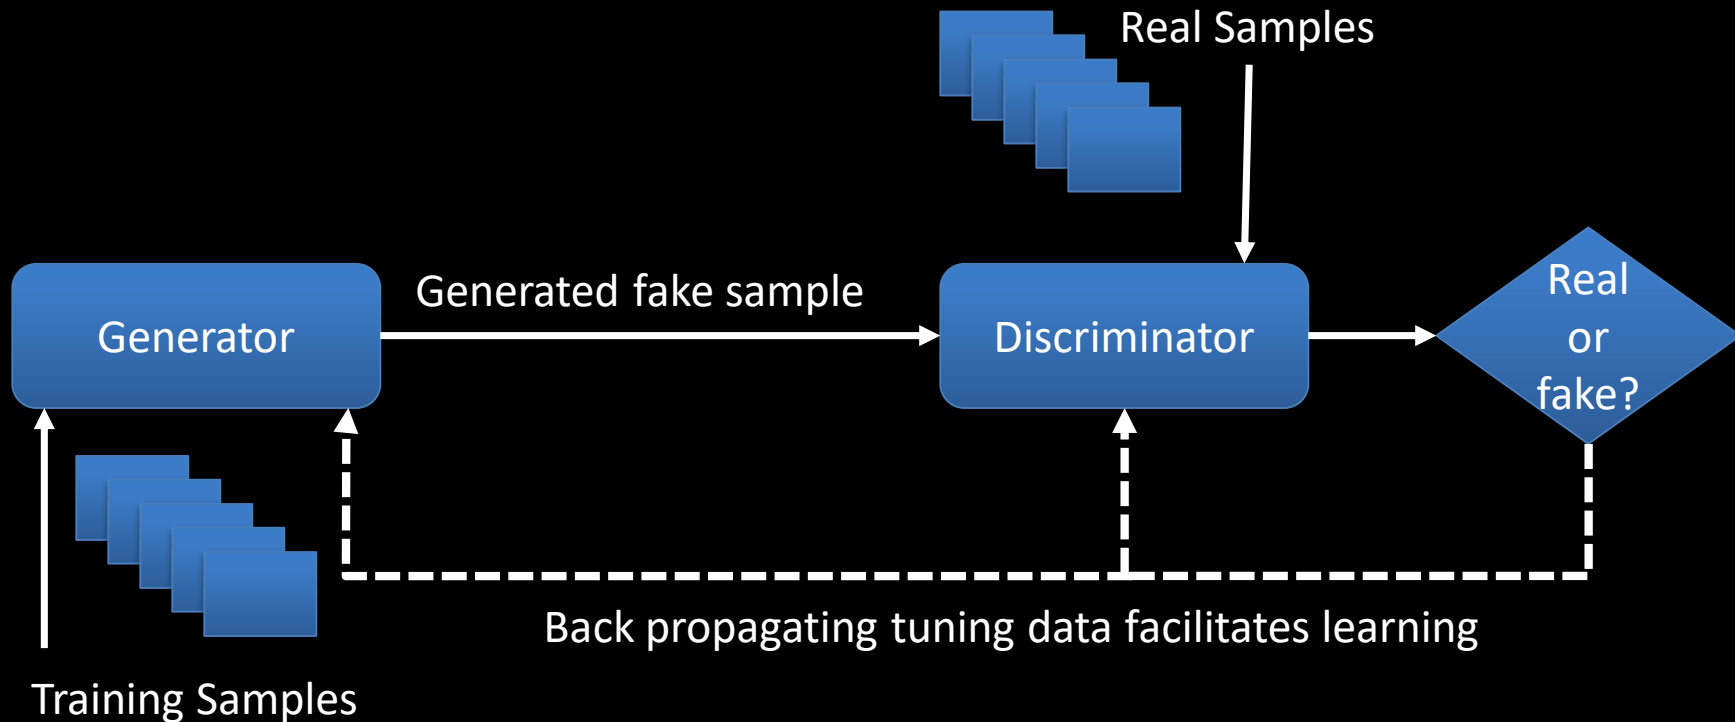 Real Samples
Generated fake sample
Generator
Discriminator
Real
or
fake?
Back propagating tuning data facilitates learning
Training Samples